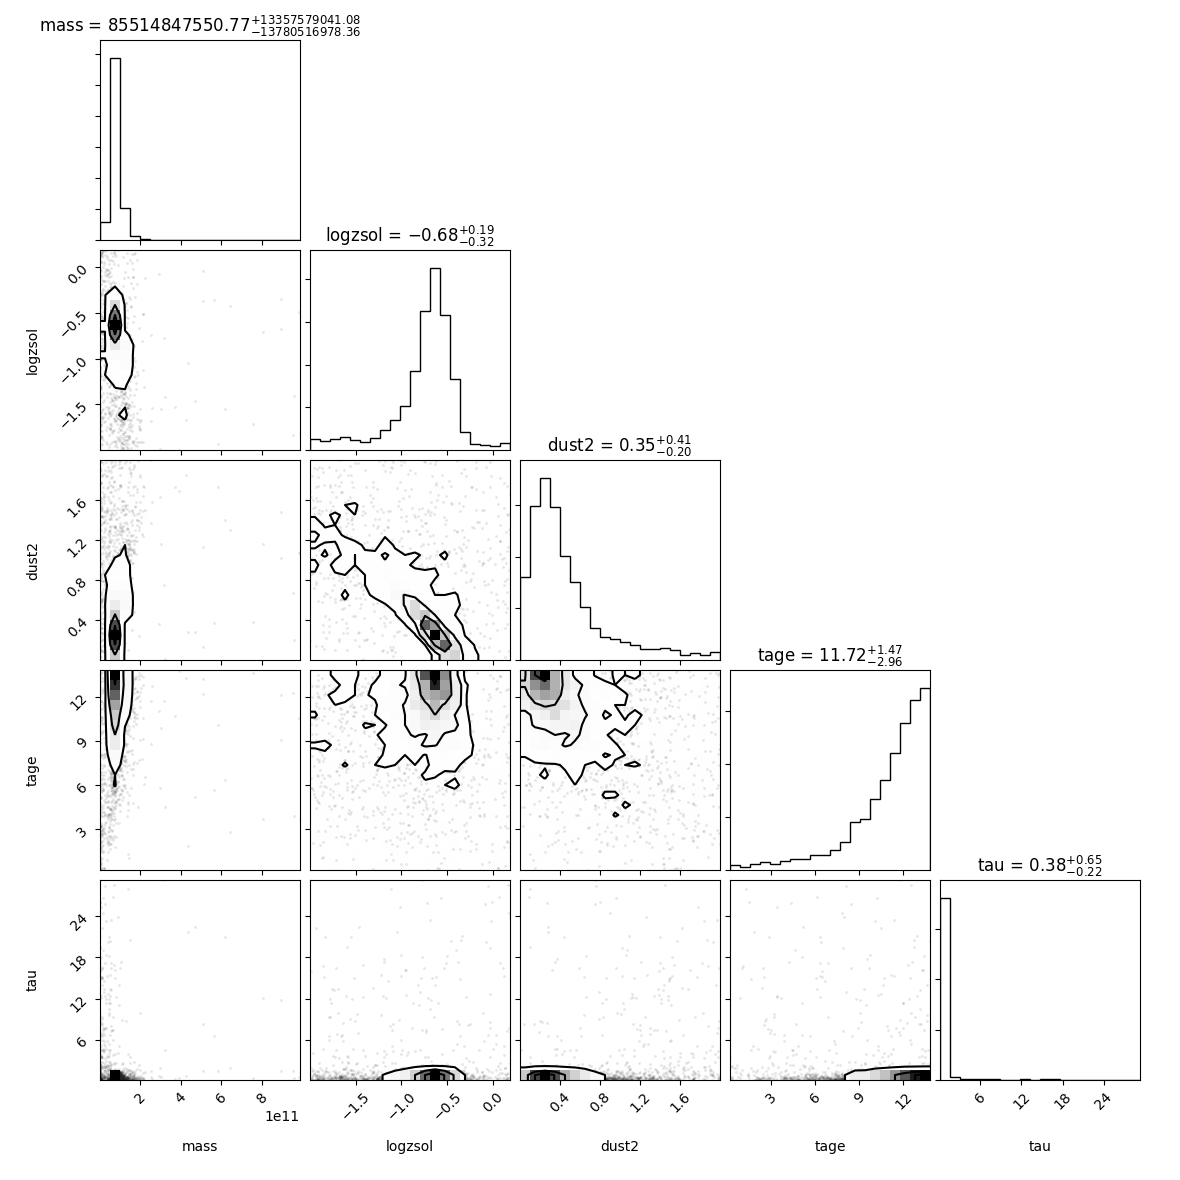 mass = 85514847550.77+13357579041.08−13780516978.36
logzsol = −0.68+0.19−0.32
0.0
−0.5
−1.0
−1.5
logzsol
dust2 = 0.35+0.41−0.20
1.6
1.2
0.8
0.4
dust2
tage = 11.72+1.47−2.96
12
9
6
3
tage
tau = 0.38+0.65−0.22
24
18
12
6
tau
2 4 6 8 −1.5 −1.0 −0.5 0.0 0.4 0.8 1.2 1.6 3 6 9 12 6 12 18 24
1e11
mass logzsol dust2 tage tau